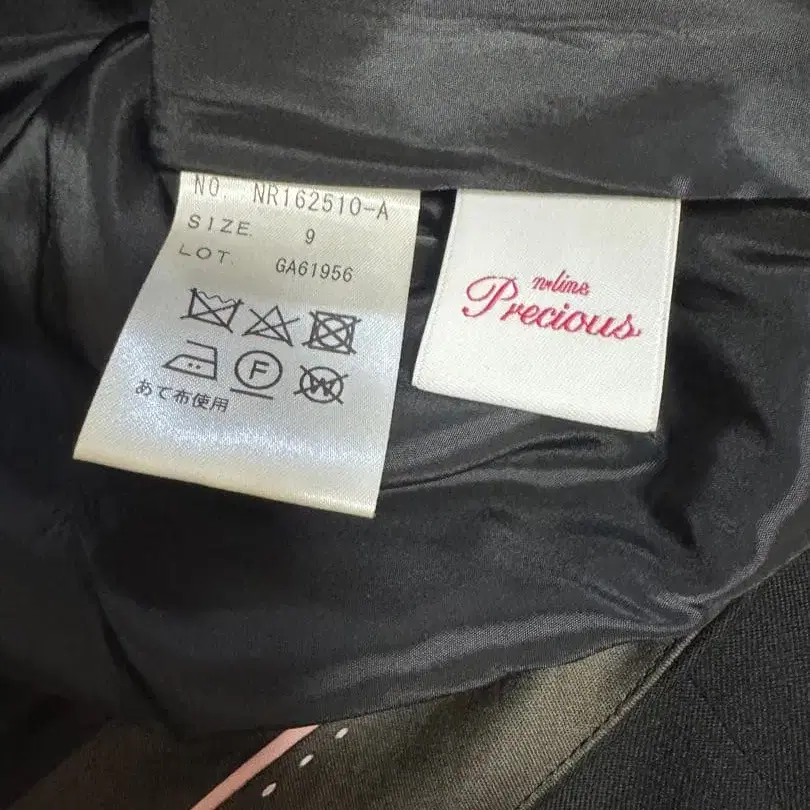 NO. NR162510-A
SIZE 9
LOT. GA61956
F
W
あて布使用
n•line
Precious